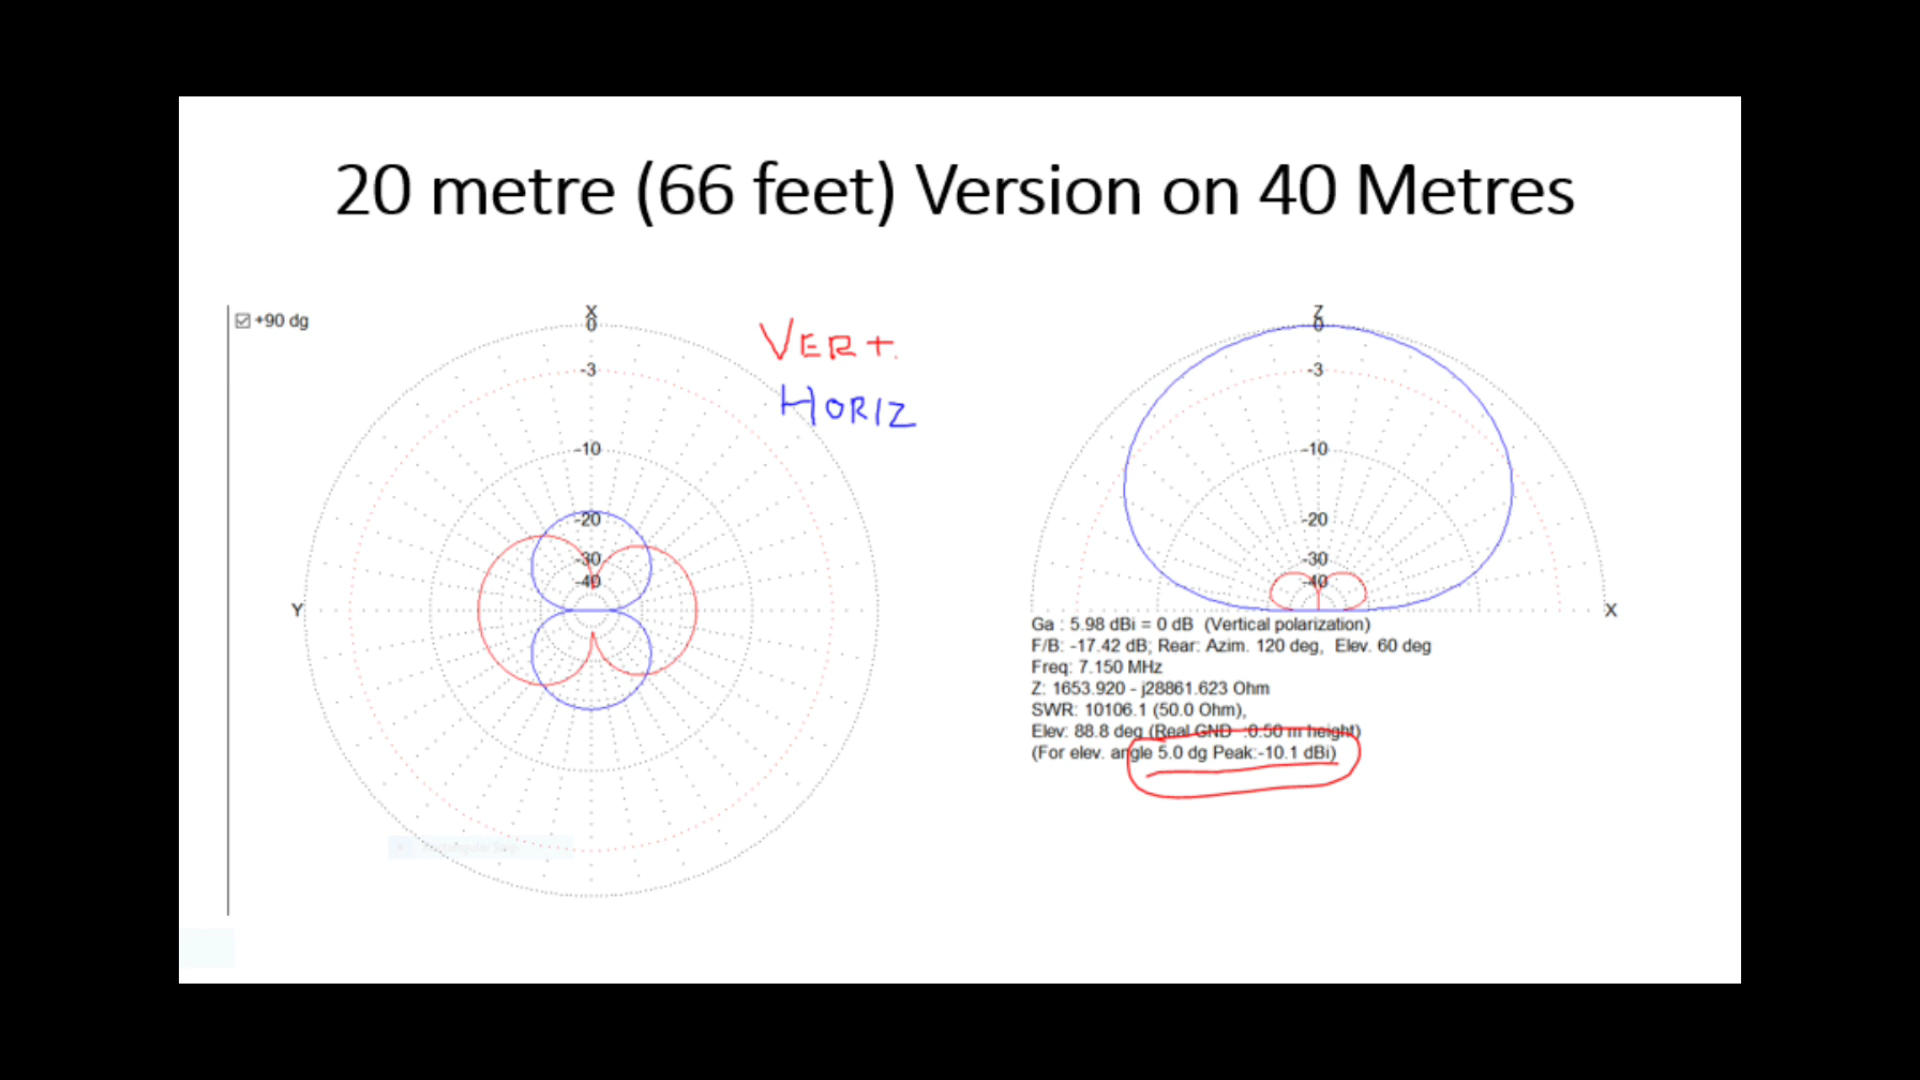 20 metre (66 feet) Version on 40 Metres
+90 dg
X
0
-3
-10
-20
-30
-40
Y
VERT.
HORIZ
Z
0
-3
-10
-20
-30
-40
X
Ga : 5.98 dBi = 0 dB (Vertical polarization)
F/B: -17.42 dB; Rear: Azim. 120 deg, Elev. 60 deg
Freq: 7.150 MHz
Z: 1653.920 - j28861.623 Ohm
SWR: 10106.1 (50.0 Ohm),
Elev: 88.8 deg (Real GND :0.50 m height)
(For elev. angle 5.0 dg Peak:-10.1 dBi)